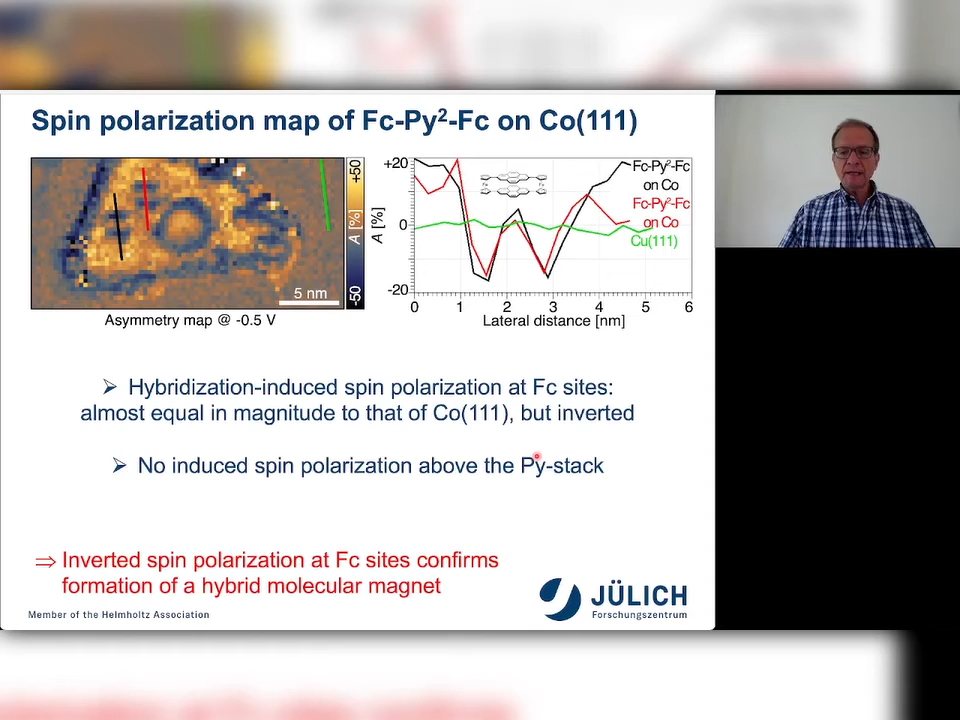 Spin polarization map of Fc-Py²-Fc on Co(111)
+50
A [%]
-50
5 nm
Asymmetry map @ -0.5 V
+20
0
-20
A [%]
Fc-Py²-Fc
on Co
Fc-Py²-Fc
on Co
Cu(111)
0 1 2 3 4 5 6
Lateral distance [nm]
➢ Hybridization-induced spin polarization at Fc sites:
almost equal in magnitude to that of Co(111), but inverted
➢ No induced spin polarization above the Py-stack
⇒ Inverted spin polarization at Fc sites confirms
formation of a hybrid molecular magnet
Member of the Helmholtz Association
JÜLICH
Forschungszentrum